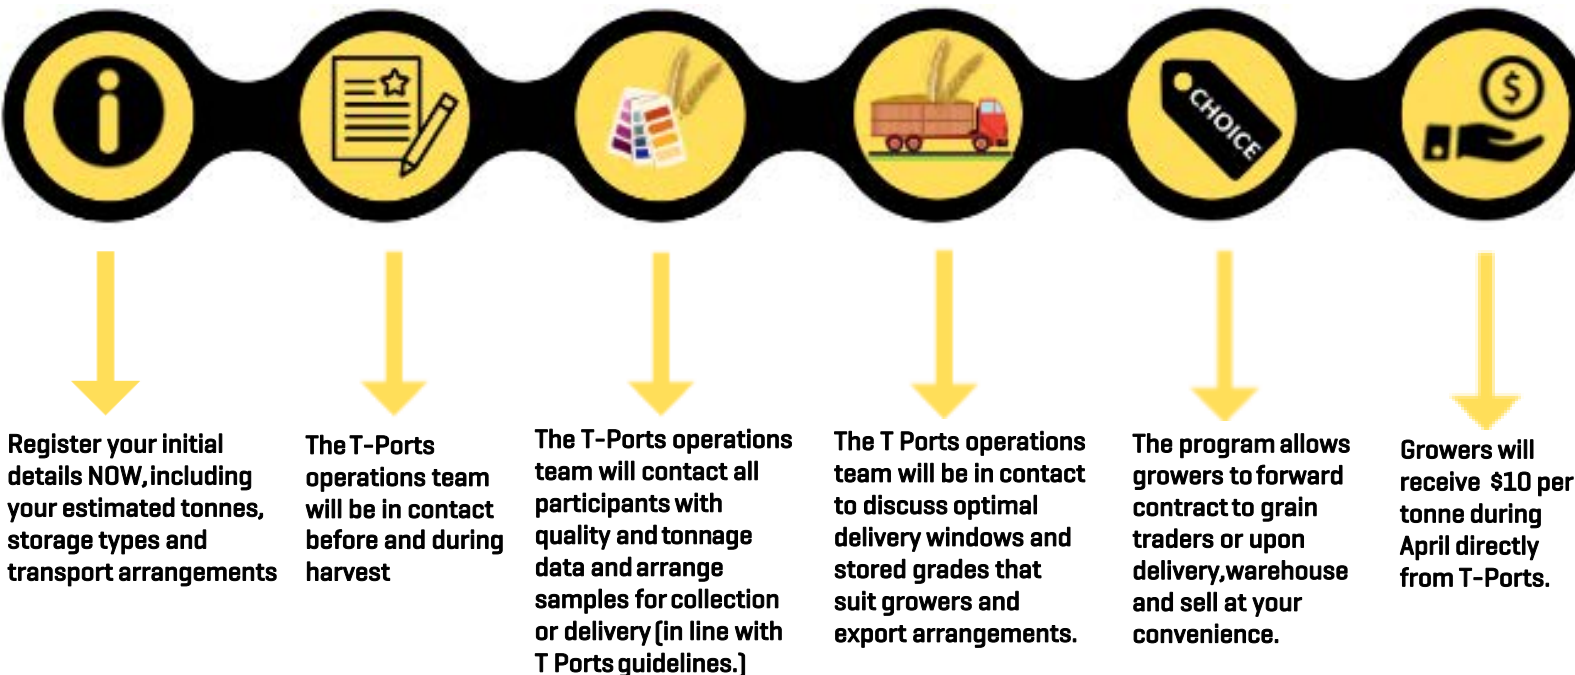 CHOICE
$
Register your initial
details NOW, including
your estimated tonnes,
storage types and
transport arrangements
The T-Ports
operations team
will be in contact
before and during
harvest
The T-Ports operations
team will contact all
participants with
quality and tonnage
data and arrange
samples for collection
or delivery (in line with
T Ports guidelines.)
The T Ports operations
team will be in contact
to discuss optimal
delivery windows and
stored grades that
suit growers and
export arrangements.
The program allows
growers to forward
contract to grain
traders or upon
delivery, warehouse
and sell at your
convenience.
Growers will
receive $10 per
tonne during
April directly
from T-Ports.